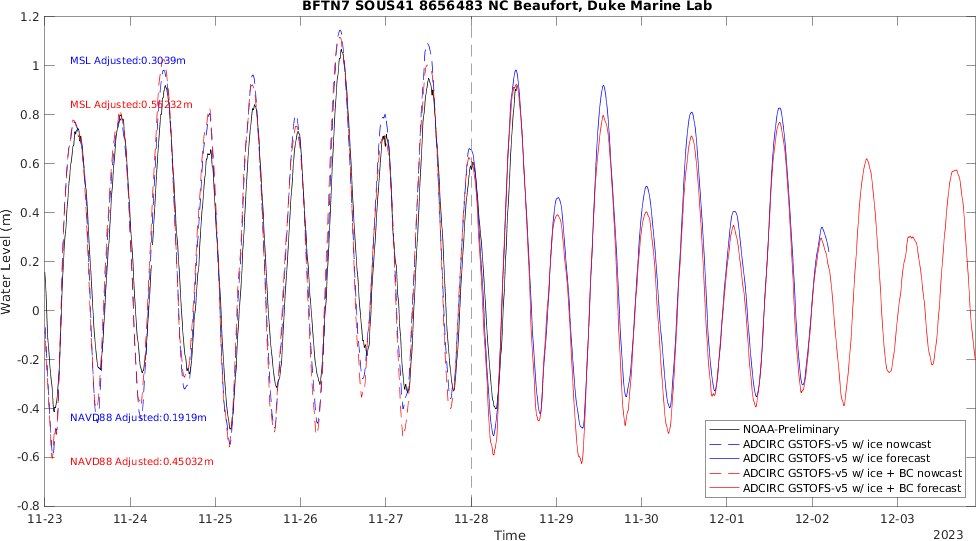 BFTN7 SOUS41 8656483 NC Beaufort, Duke Marine Lab
1.2
1
0.8
0.6
0.4
0.2
0
-0.2
-0.4
-0.6
-0.8
Water Level (m)
MSL Adjusted:0.3039m
MSL Adjusted:0.56232m
NAVD88 Adjusted:0.1919m
NAVD88 Adjusted:0.45032m
NOAA-Preliminary
ADCIRC GSTOFS-v5 w/ ice nowcast
ADCIRC GSTOFS-v5 w/ ice forecast
ADCIRC GSTOFS-v5 w/ ice + BC nowcast
ADCIRC GSTOFS-v5 w/ ice + BC forecast
11-23 11-24 11-25 11-26 11-27 11-28 11-29 11-30 12-01 12-02 12-03
Time
2023